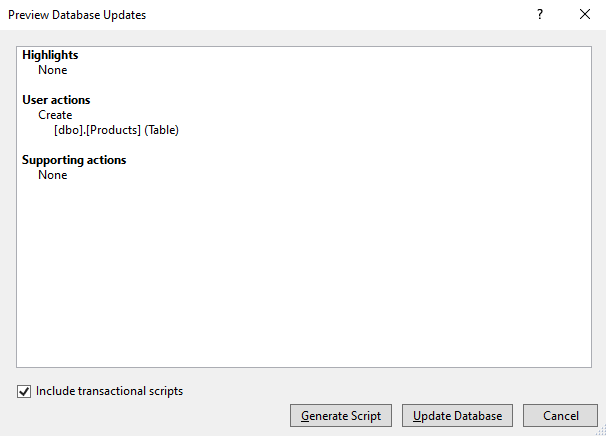 Preview Database Updates
?
Highlights
None
User actions
Create
[dbo].[Products] (Table)
Supporting actions
None
Include transactional scripts
Generate Script Update Database Cancel